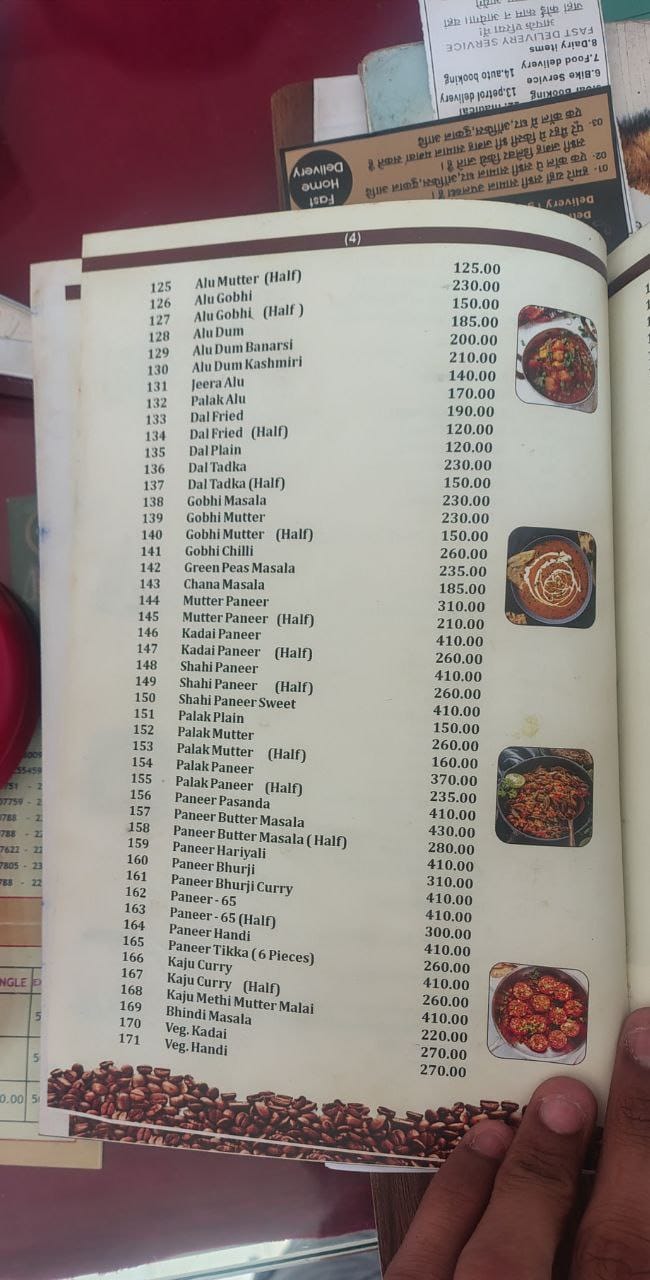 8.Dairy items
FAST DELIVERY SERVICE
7.Food delivery 14.auto booking
6.Bike Service 13.petrol delivery
Fast
Home
Delivery
(4)
125 Alu Mutter (Half) 125.00
126 Alu Gobhi 230.00
127 Alu Gobhi (Half) 150.00
128 Alu Dum 185.00
129 Alu Dum Banarsi 200.00
130 Alu Dum Kashmiri 210.00
131 Jeera Alu 140.00
132 Palak Alu 170.00
133 Dal Fried 190.00
134 Dal Fried (Half) 120.00
135 Dal Plain 120.00
136 Dal Tadka 230.00
137 Dal Tadka (Half) 150.00
138 Gobhi Masala 230.00
139 Gobhi Mutter 230.00
140 Gobhi Mutter (Half) 150.00
141 Gobhi Chilli 260.00
142 Green Peas Masala 235.00
143 Chana Masala 185.00
144 Mutter Paneer 310.00
145 Mutter Paneer (Half) 210.00
146 Kadai Paneer 410.00
147 Kadai Paneer (Half) 260.00
148 Shahi Paneer 410.00
149 Shahi Paneer (Half) 260.00
150 Shahi Paneer Sweet 410.00
151 Palak Plain 150.00
152 Palak Mutter 260.00
153 Palak Mutter (Half) 160.00
154 Palak Paneer 370.00
155 Palak Paneer (Half) 235.00
156 Paneer Pasanda 410.00
157 Paneer Butter Masala 430.00
158 Paneer Butter Masala ( Half) 280.00
159 Paneer Hariyali 410.00
160 Paneer Bhurji 310.00
161 Paneer Bhurji Curry 410.00
162 Paneer - 65 410.00
163 Paneer - 65 (Half) 300.00
164 Paneer Handi 410.00
165 Paneer Tikka ( 6 Pieces) 260.00
166 Kaju Curry 410.00
167 Kaju Curry (Half) 260.00
168 Kaju Methi Mutter Malai 410.00
169 Bhindi Masala 220.00
170 Veg. Kadai 270.00
171 Veg. Handi 270.00